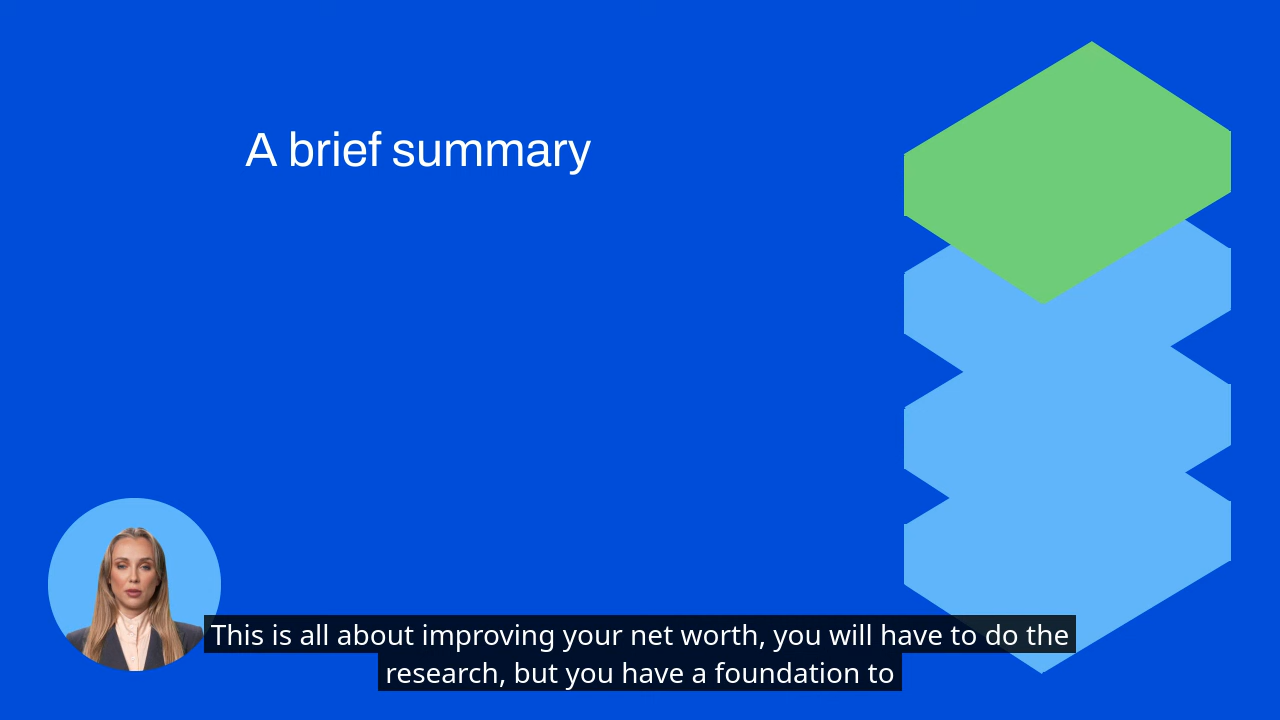 A brief summary
This is all about improving your net worth, you will have to do the
research, but you have a foundation to